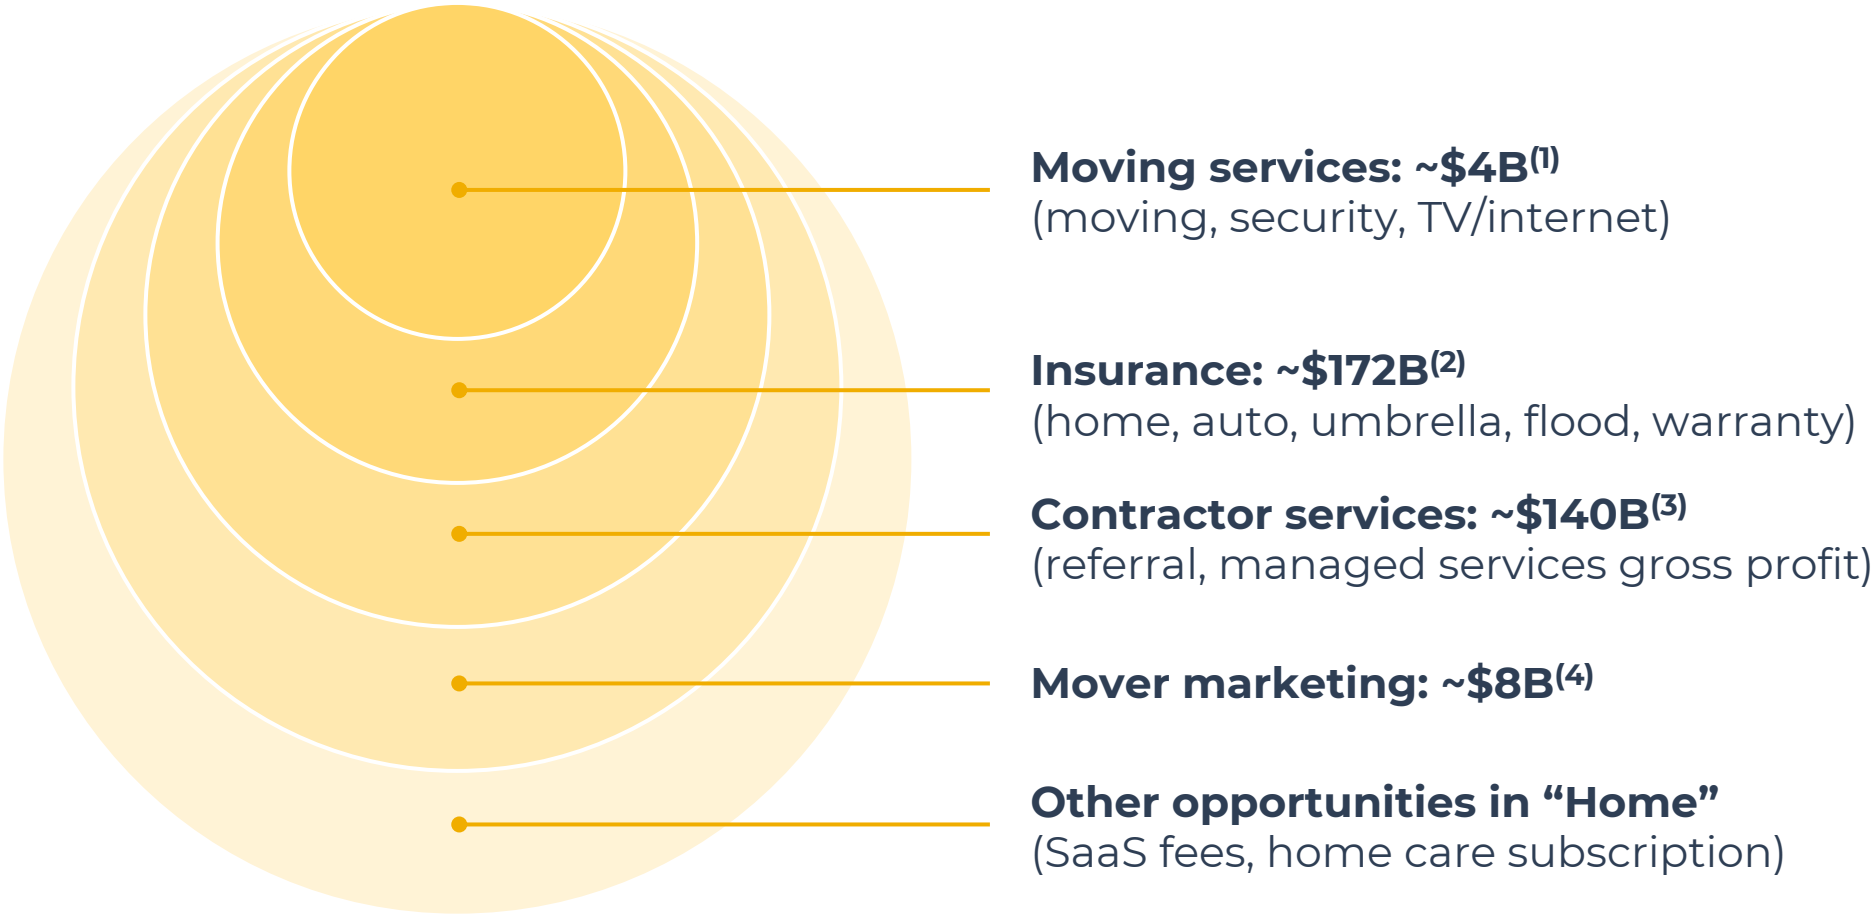 Moving services: ~$4B(1)
(moving, security, TV/internet)
Insurance: ~$172B(2)
(home, auto, umbrella, flood, warranty)
Contractor services: ~$140B(3)
(referral, managed services gross profit)
Mover marketing: ~$8B(4)
Other opportunities in “Home”
(SaaS fees, home care subscription)